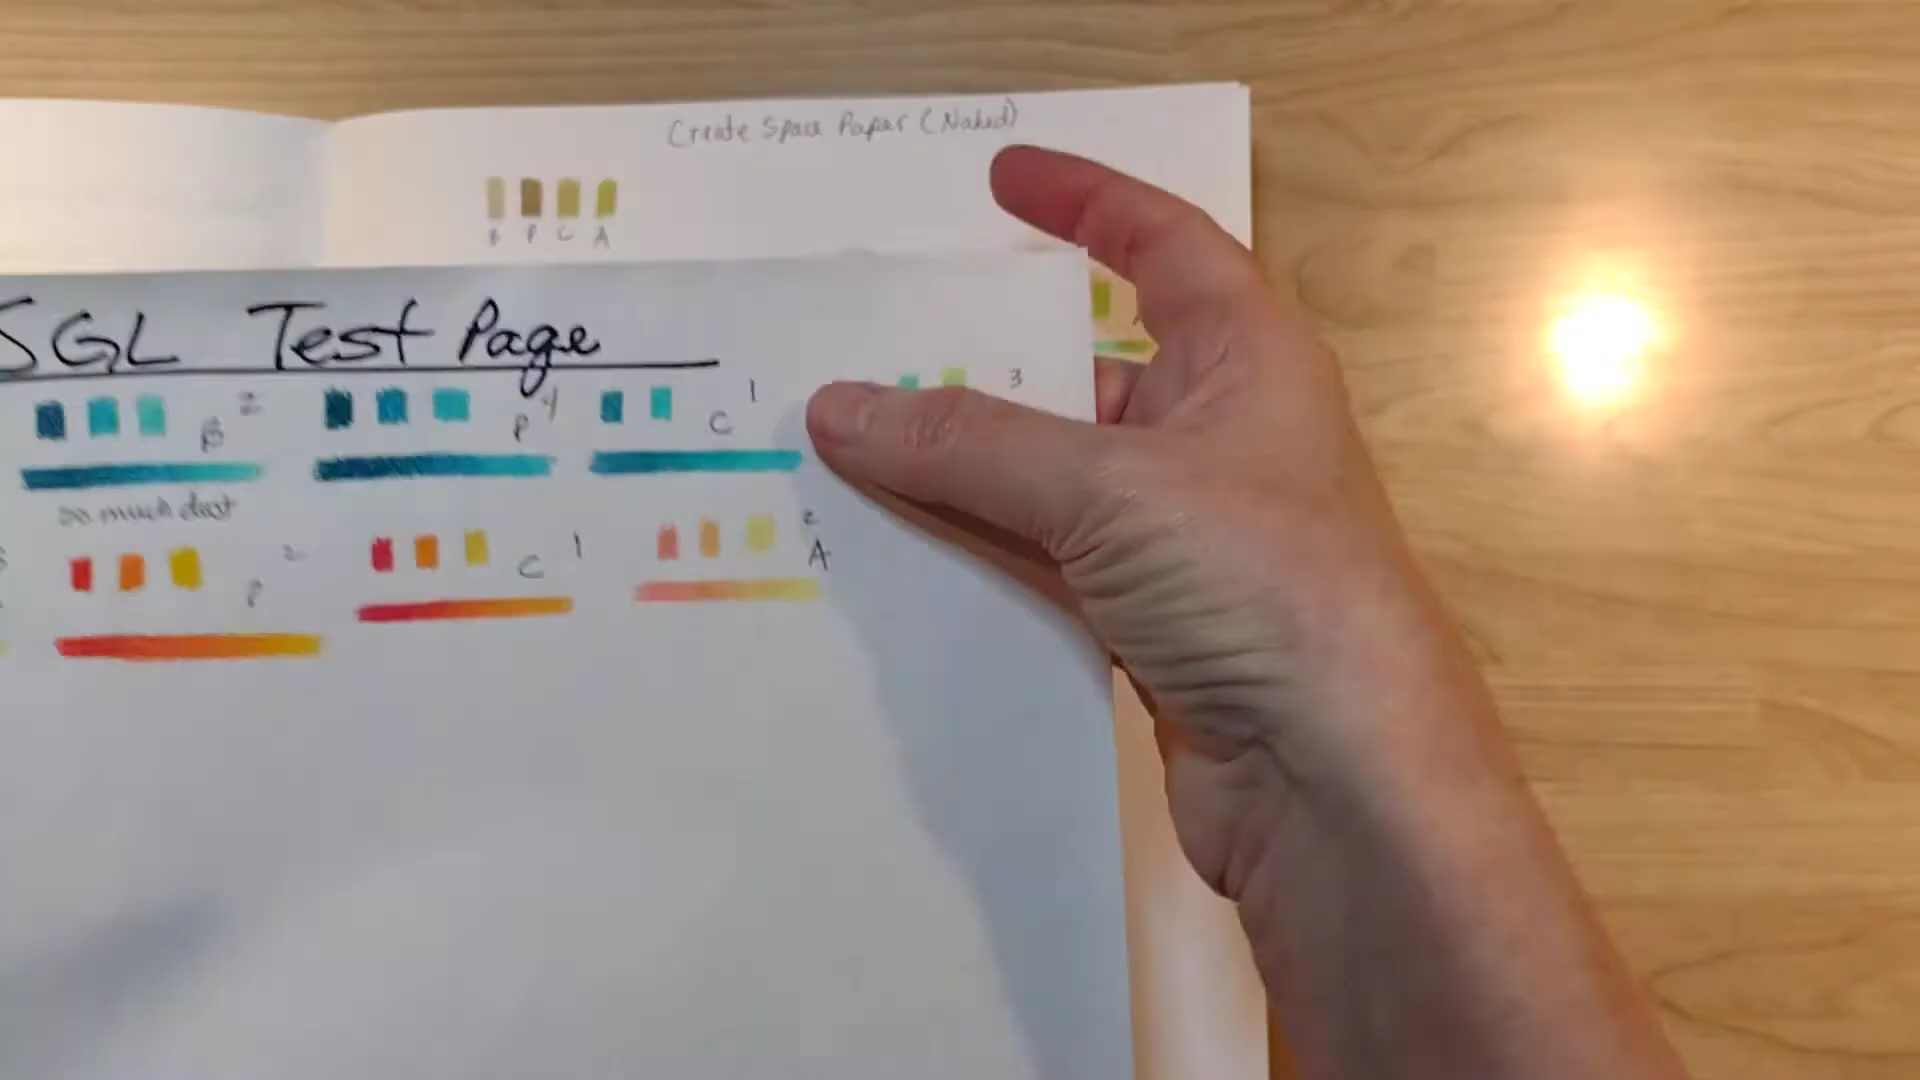 Create Space Paper (Naked)
B P C A
SGL Test Page
B 2 P 4 C 1 3
so much dust
P 2 C 1 A 2